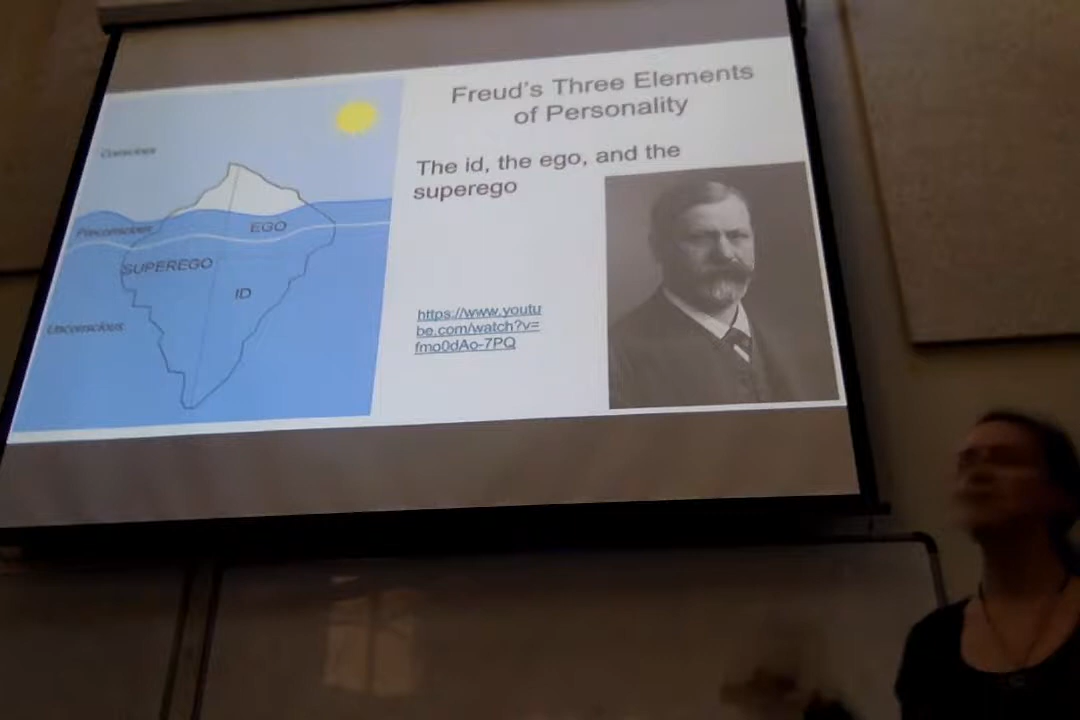 Freud's Three Elements
of Personality
The id, the ego, and the
superego
https://www.youtu
be.com/watch?v=
fmo0dAo-7PQ
Conscious
Preconscious
EGO
SUPEREGO
ID
Unconscious